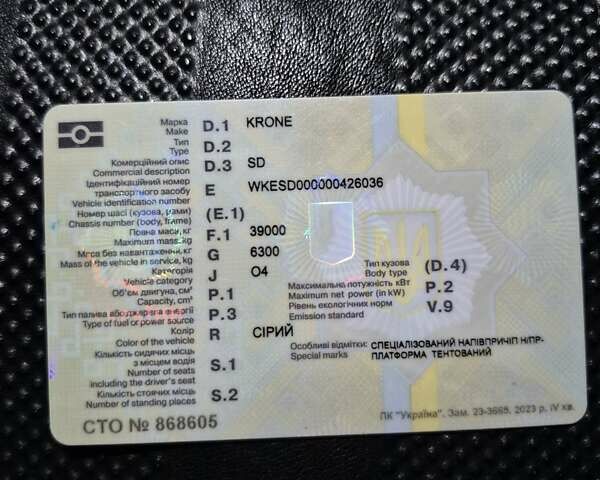 Марка D.1 KRONE
Make
Тип D.2
Type
Комерційний опис D.3 SD
Commercial description
Ідентифікаційний номер
транспортного засобу E WKESD000000426036
Vehicle identification number
Номер шасі (кузова, рами) (E.1)
Chassis number (body, frame)
Повна маса, кг F.1 39000
Maximum mass, kg
Маса без навантаження, кг G 6300
Mass of the vehicle in service, kg
Категорія J O4
Vehicle category
Об'єм двигуна, см³ P.1
Capacity, cm³
Тип палива або джерела енергії P.3
Type of fuel or power source
Колір R СІРИЙ
Color of the vehicle
Кількість сидячих місць
з місцем водія S.1
Number of seats
including the driver's seat
Кількість стоячих місць S.2
Number of standing places
Тип кузова (D.4)
Body type
Максимальна потужність кВт P.2
Maximum net power (in kW)
Рівень екологічних норм V.9
Emission standard
Особливі відмітки: СПЕЦІАЛІЗОВАНИЙ НАПІВПРИЧІП Н/ПР-
Special marks ПЛАТФОРМА ТЕНТОВАНИЙ
СТО № 868605
ПК "Україна". Зам. 23-3665. 2023 р. IV кв.